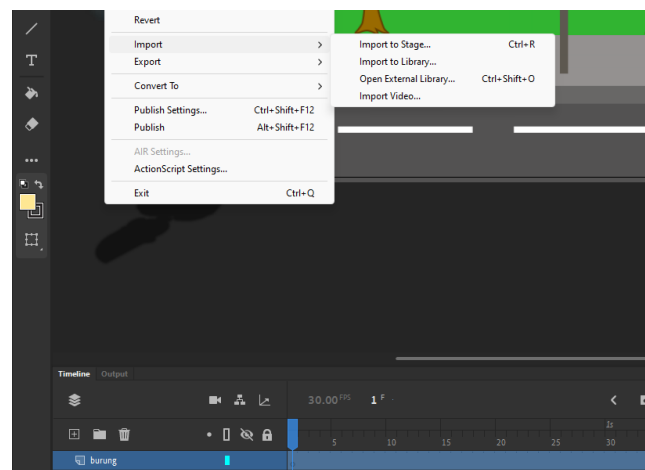 Revert
Import >
Export >
Convert To >
Publish Settings... Ctrl+Shift+F12
Publish Alt+Shift+F12
AIR Settings...
ActionScript Settings...
Exit Ctrl+Q
Import to Stage... Ctrl+R
Import to Library...
Open External Library... Ctrl+Shift+O
Import Video...
T
Timeline Output
30.00 FPS 1 F
1s
5 10 15 20 25 30
burung